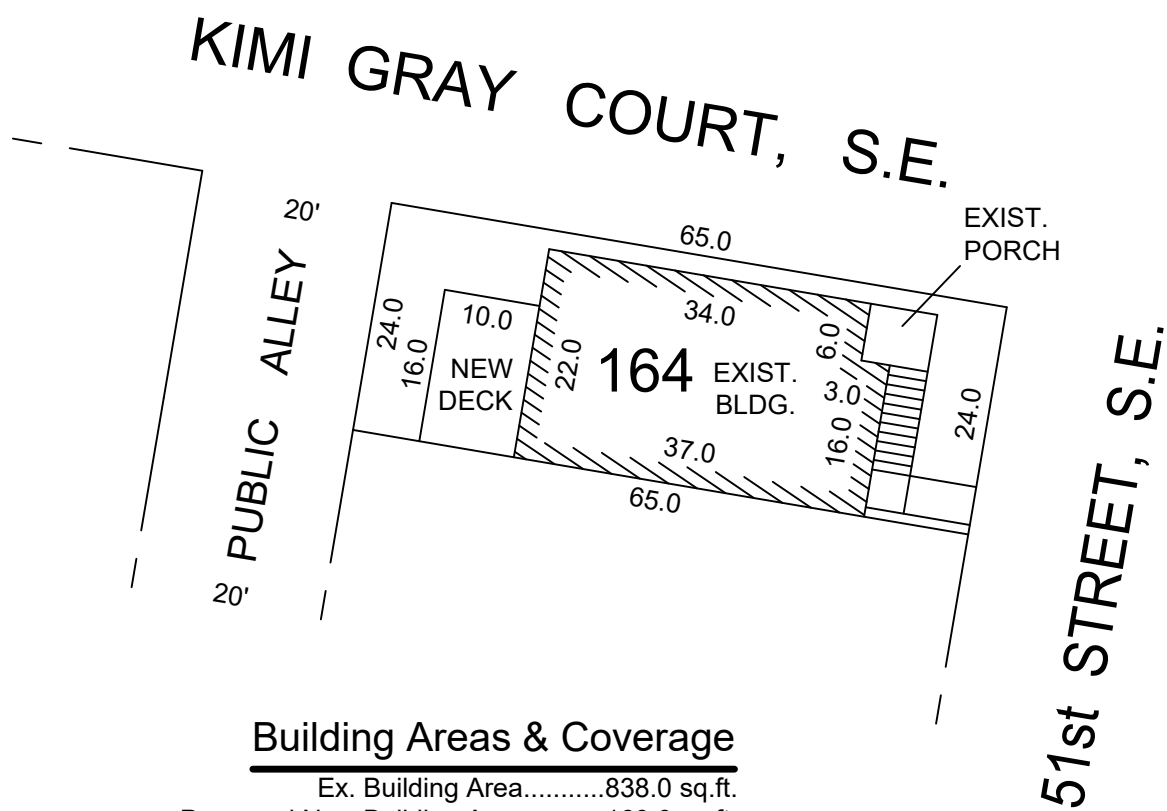 KIMI GRAY COURT, S.E.
20'
EXIST.
PORCH
65.0
PUBLIC ALLEY
24.0
16.0
10.0
NEW
DECK
22.0
34.0
164
EXIST.
BLDG.
6.0
3.0
16.0
37.0
65.0
24.0
51st STREET, S.E.
20'
Building Areas & Coverage
Ex. Building Area...........838.0 sq.ft.